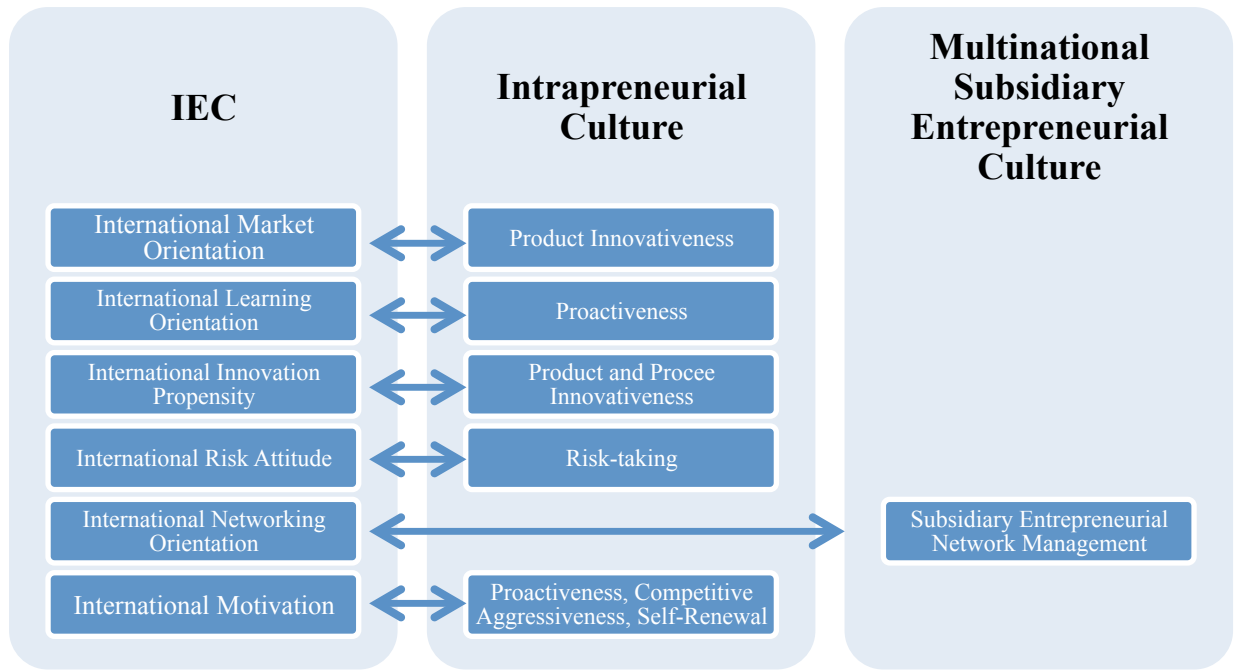 IEC
Intrapreneurial
Culture
Multinational
Subsidiary
Entrepreneurial
Culture
International Market
Orientation
Product Innovativeness
International Learning
Orientation
Proactiveness
International Innovation
Propensity
Product and Procee
Innovativeness
International Risk Attitude
Risk-taking
International Networking
Orientation
Subsidiary Entrepreneurial
Network Management
International Motivation
Proactiveness, Competitive
Aggressiveness, Self-Renewal